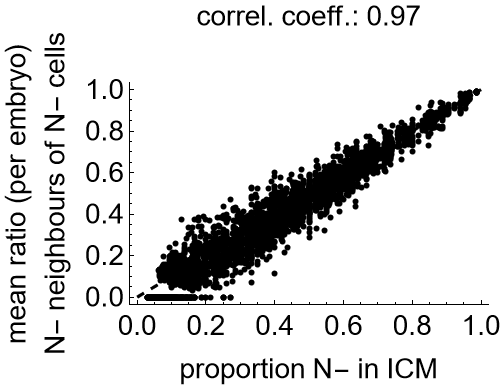 correl. coeff.: 0.97
mean ratio (per embryo)
N− neighbours of N− cells
1.0
0.8
0.6
0.4
0.2
0.0
0.0 0.2 0.4 0.6 0.8 1.0
proportion N− in ICM